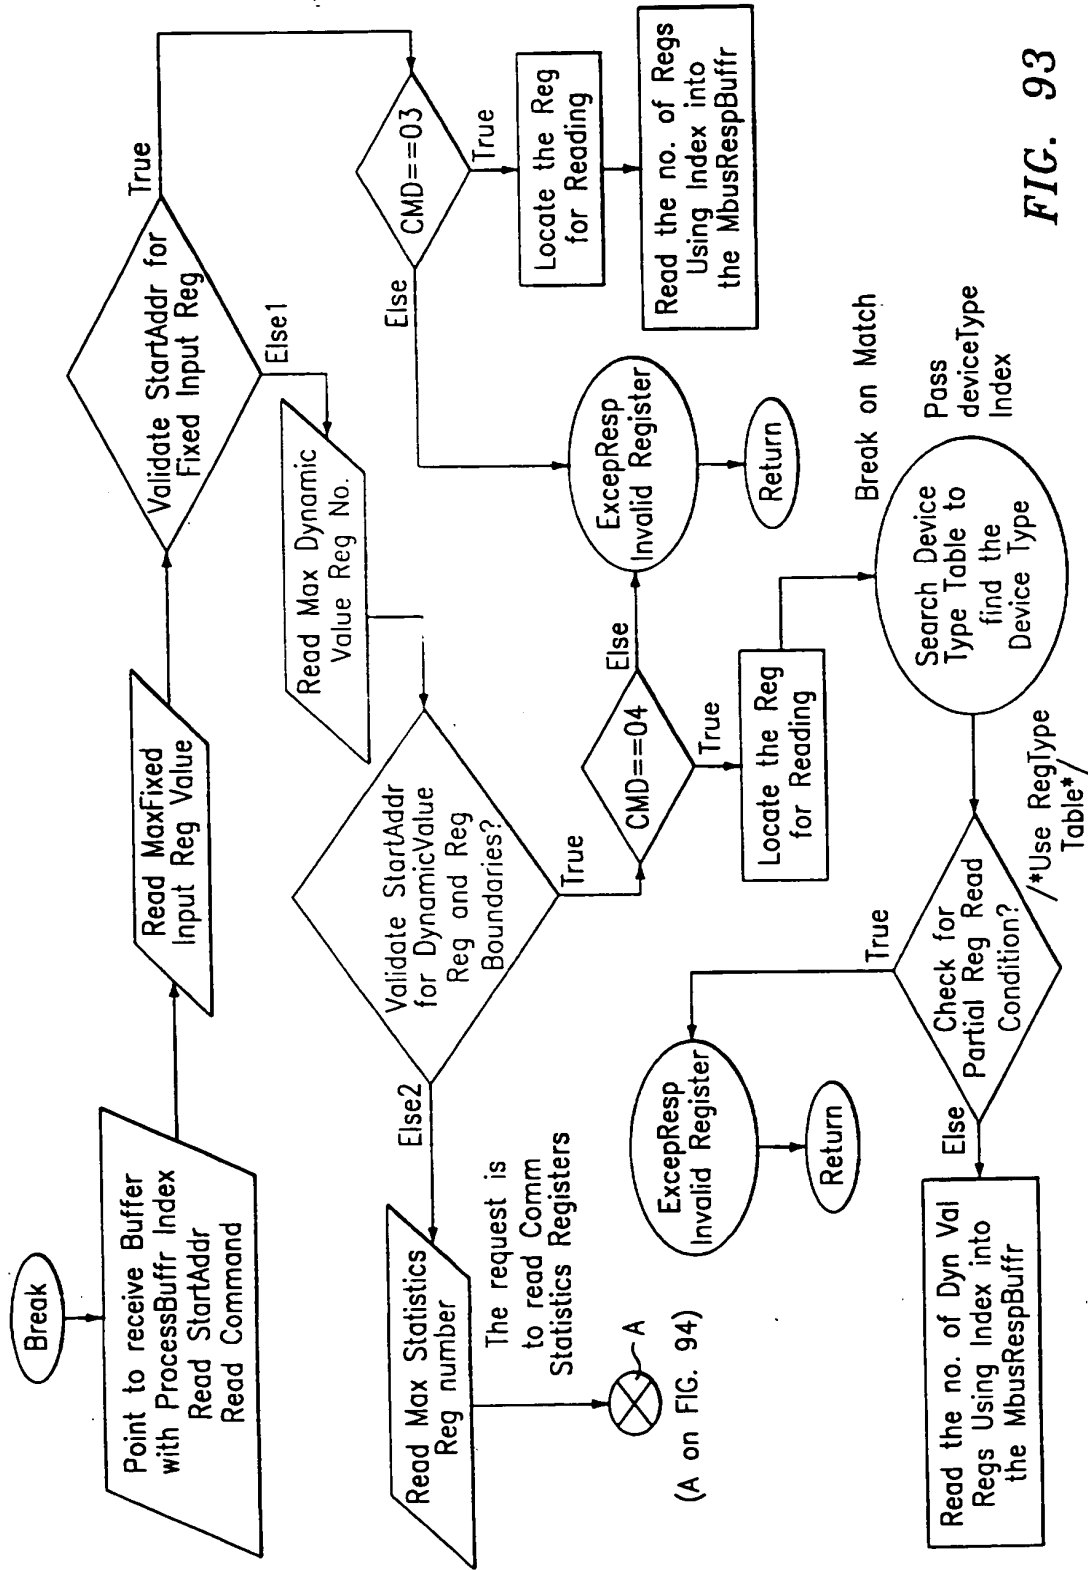 Break
Point to receive Buffer
with ProcessBuffr Index
Read StartAddr
Read Command
Read MaxFixed
Input Reg Value
Validate StartAddr for
Fixed Input Reg
True
Else1
CMD==03
True
Else
Locate the Reg
for Reading
Read the no. of Regs
Using Index into
the MbusRespBuffr
Read Max Dynamic
Value Reg No.
Validate StartAddr
for DynamicValue
Reg and Reg
Boundaries?
Else2
True
Read Max Statistics
Reg number
The request is
to read Comm
Statistics Registers
A
(A on FIG. 94)
CMD==04
Else
True
ExcepResp
Invalid Register
Return
Locate the Reg
for Reading
Search Device
Type Table to
find the
Device Type
Break on Match
Pass
deviceType
Index
Check for
Partial Reg Read
Condition?
/*Use RegType
Table*/
True
Else
ExcepResp
Invalid Register
Return
Read the no. of Dyn Val
Regs Using Index into
the MbusRespBuffr
FIG. 93